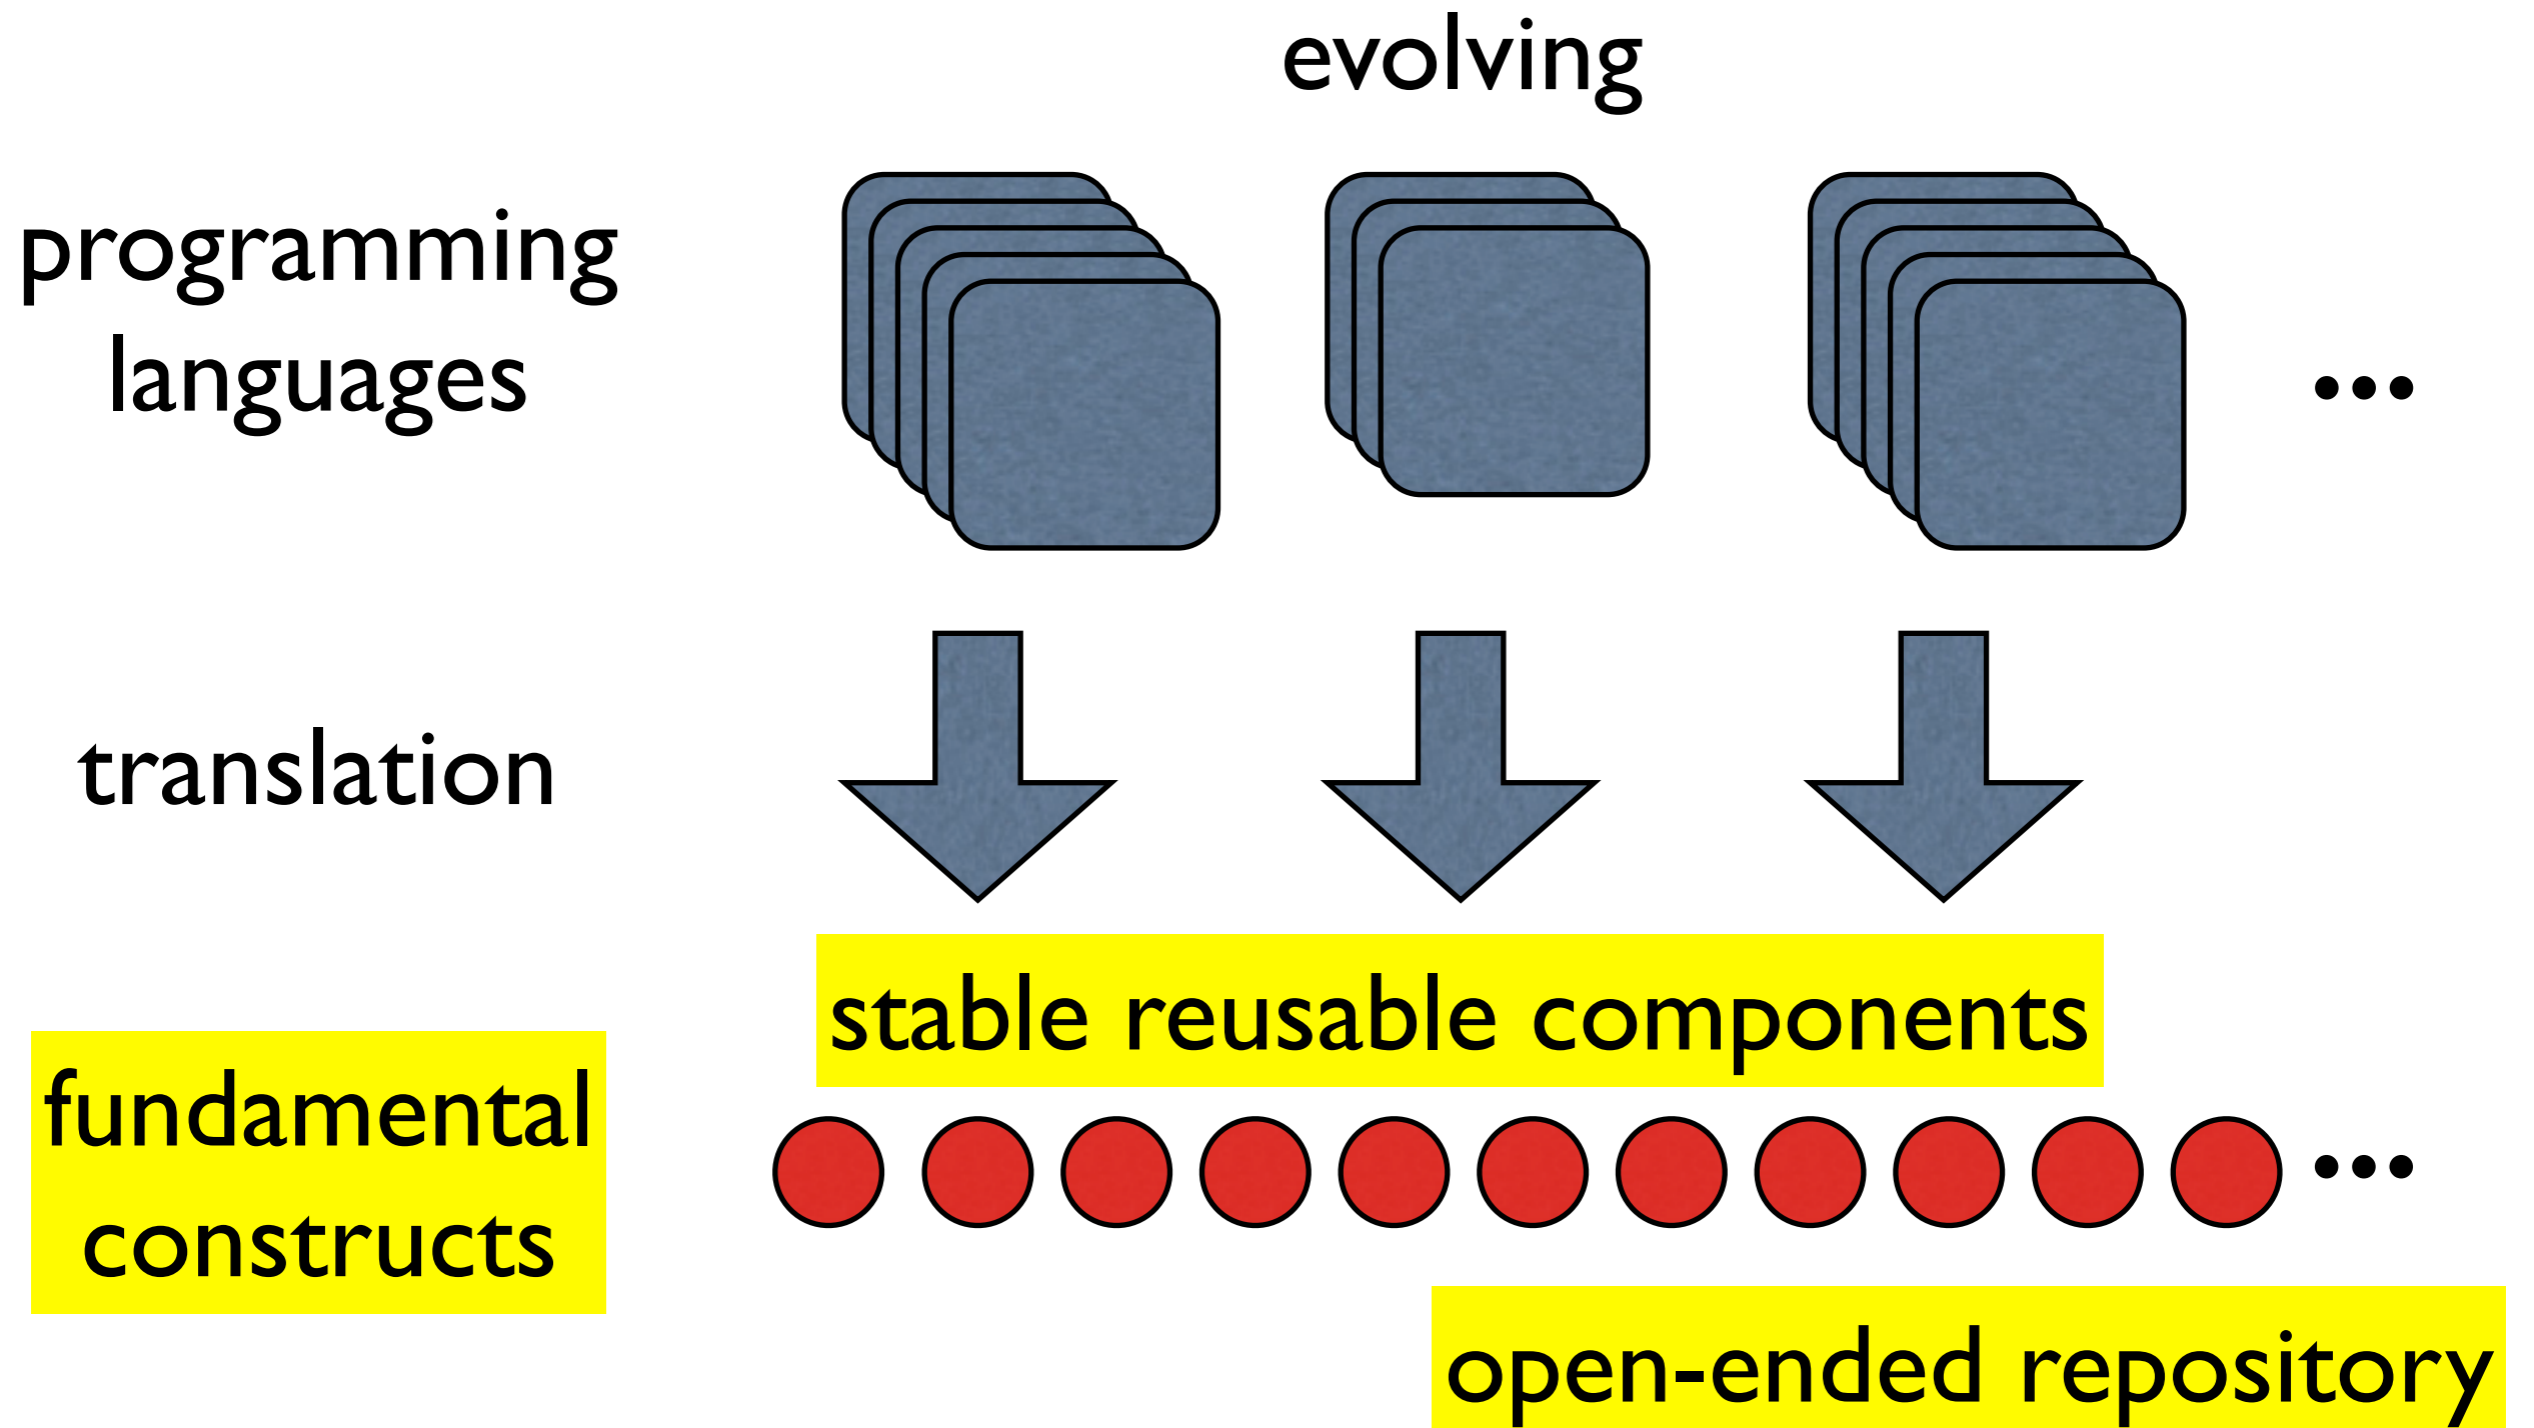 evolving
programming
languages
...
translation
stable reusable components
fundamental
constructs
...
open-ended repository